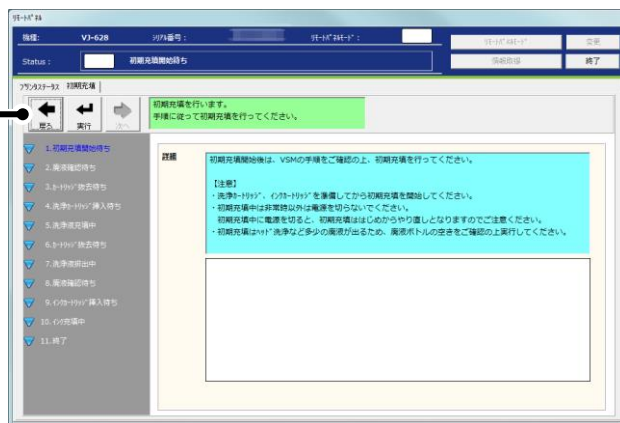 ﾘﾓｰﾄﾊﾟﾈﾙ
機種: VJ-628 ｼﾘｱﾙ番号: ﾘﾓｰﾄﾊﾟﾈﾙﾓｰﾄﾞ: ﾘﾓｰﾄﾊﾟﾈﾙﾓｰﾄﾞ 変更
Status: 初期充填開始待ち 情報取得 終了
ﾌﾟﾘﾝﾀｽﾃｰﾀｽ 初期充填
戻る 実行 次へ
初期充填を行います。
手順に従って初期充填を行ってください。
1.初期充填開始待ち
2.廃液確認待ち
3.ｶｰﾄﾘｯｼﾞ抜去待ち
4.洗浄ｶｰﾄﾘｯｼﾞ挿入待ち
5.洗浄液充填中
6.ｶｰﾄﾘｯｼﾞ抜去待ち
7.洗浄液排出中
8.廃液確認待ち
9.ｲﾝｸｶｰﾄﾘｯｼﾞ挿入待ち
10.ｲﾝｸ充填中
11.終了
詳細
初期充填開始後は、VSMの手順をご確認の上、初期充填を行ってください。
【注意】
・洗浄ｶｰﾄﾘｯｼﾞ、ｲﾝｸｶｰﾄﾘｯｼﾞを準備してから初期充填を開始してください。
・初期充填中は非常時以外は電源を切らないでください。
初期充填中に電源を切ると、初期充填ははじめからやり直しとなりますのでご注意ください。
・初期充填はﾍｯﾄﾞ洗浄など多少の廃液が出るため、廃液ボトルの空きをご確認の上実行してください。